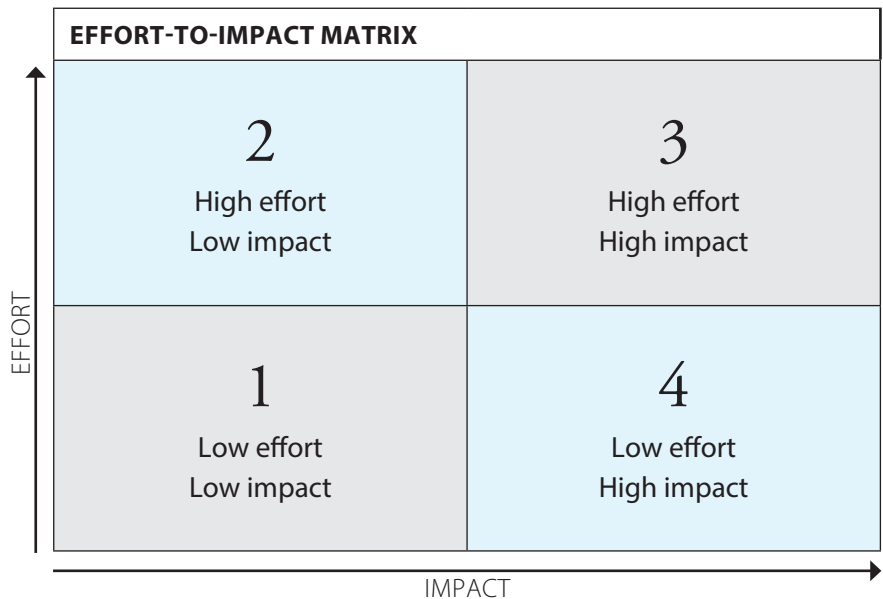 EFFORT-TO-IMPACT MATRIX
2
High effort
Low impact
3
High effort
High impact
EFFORT
1
Low effort
Low impact
4
Low effort
High impact
IMPACT